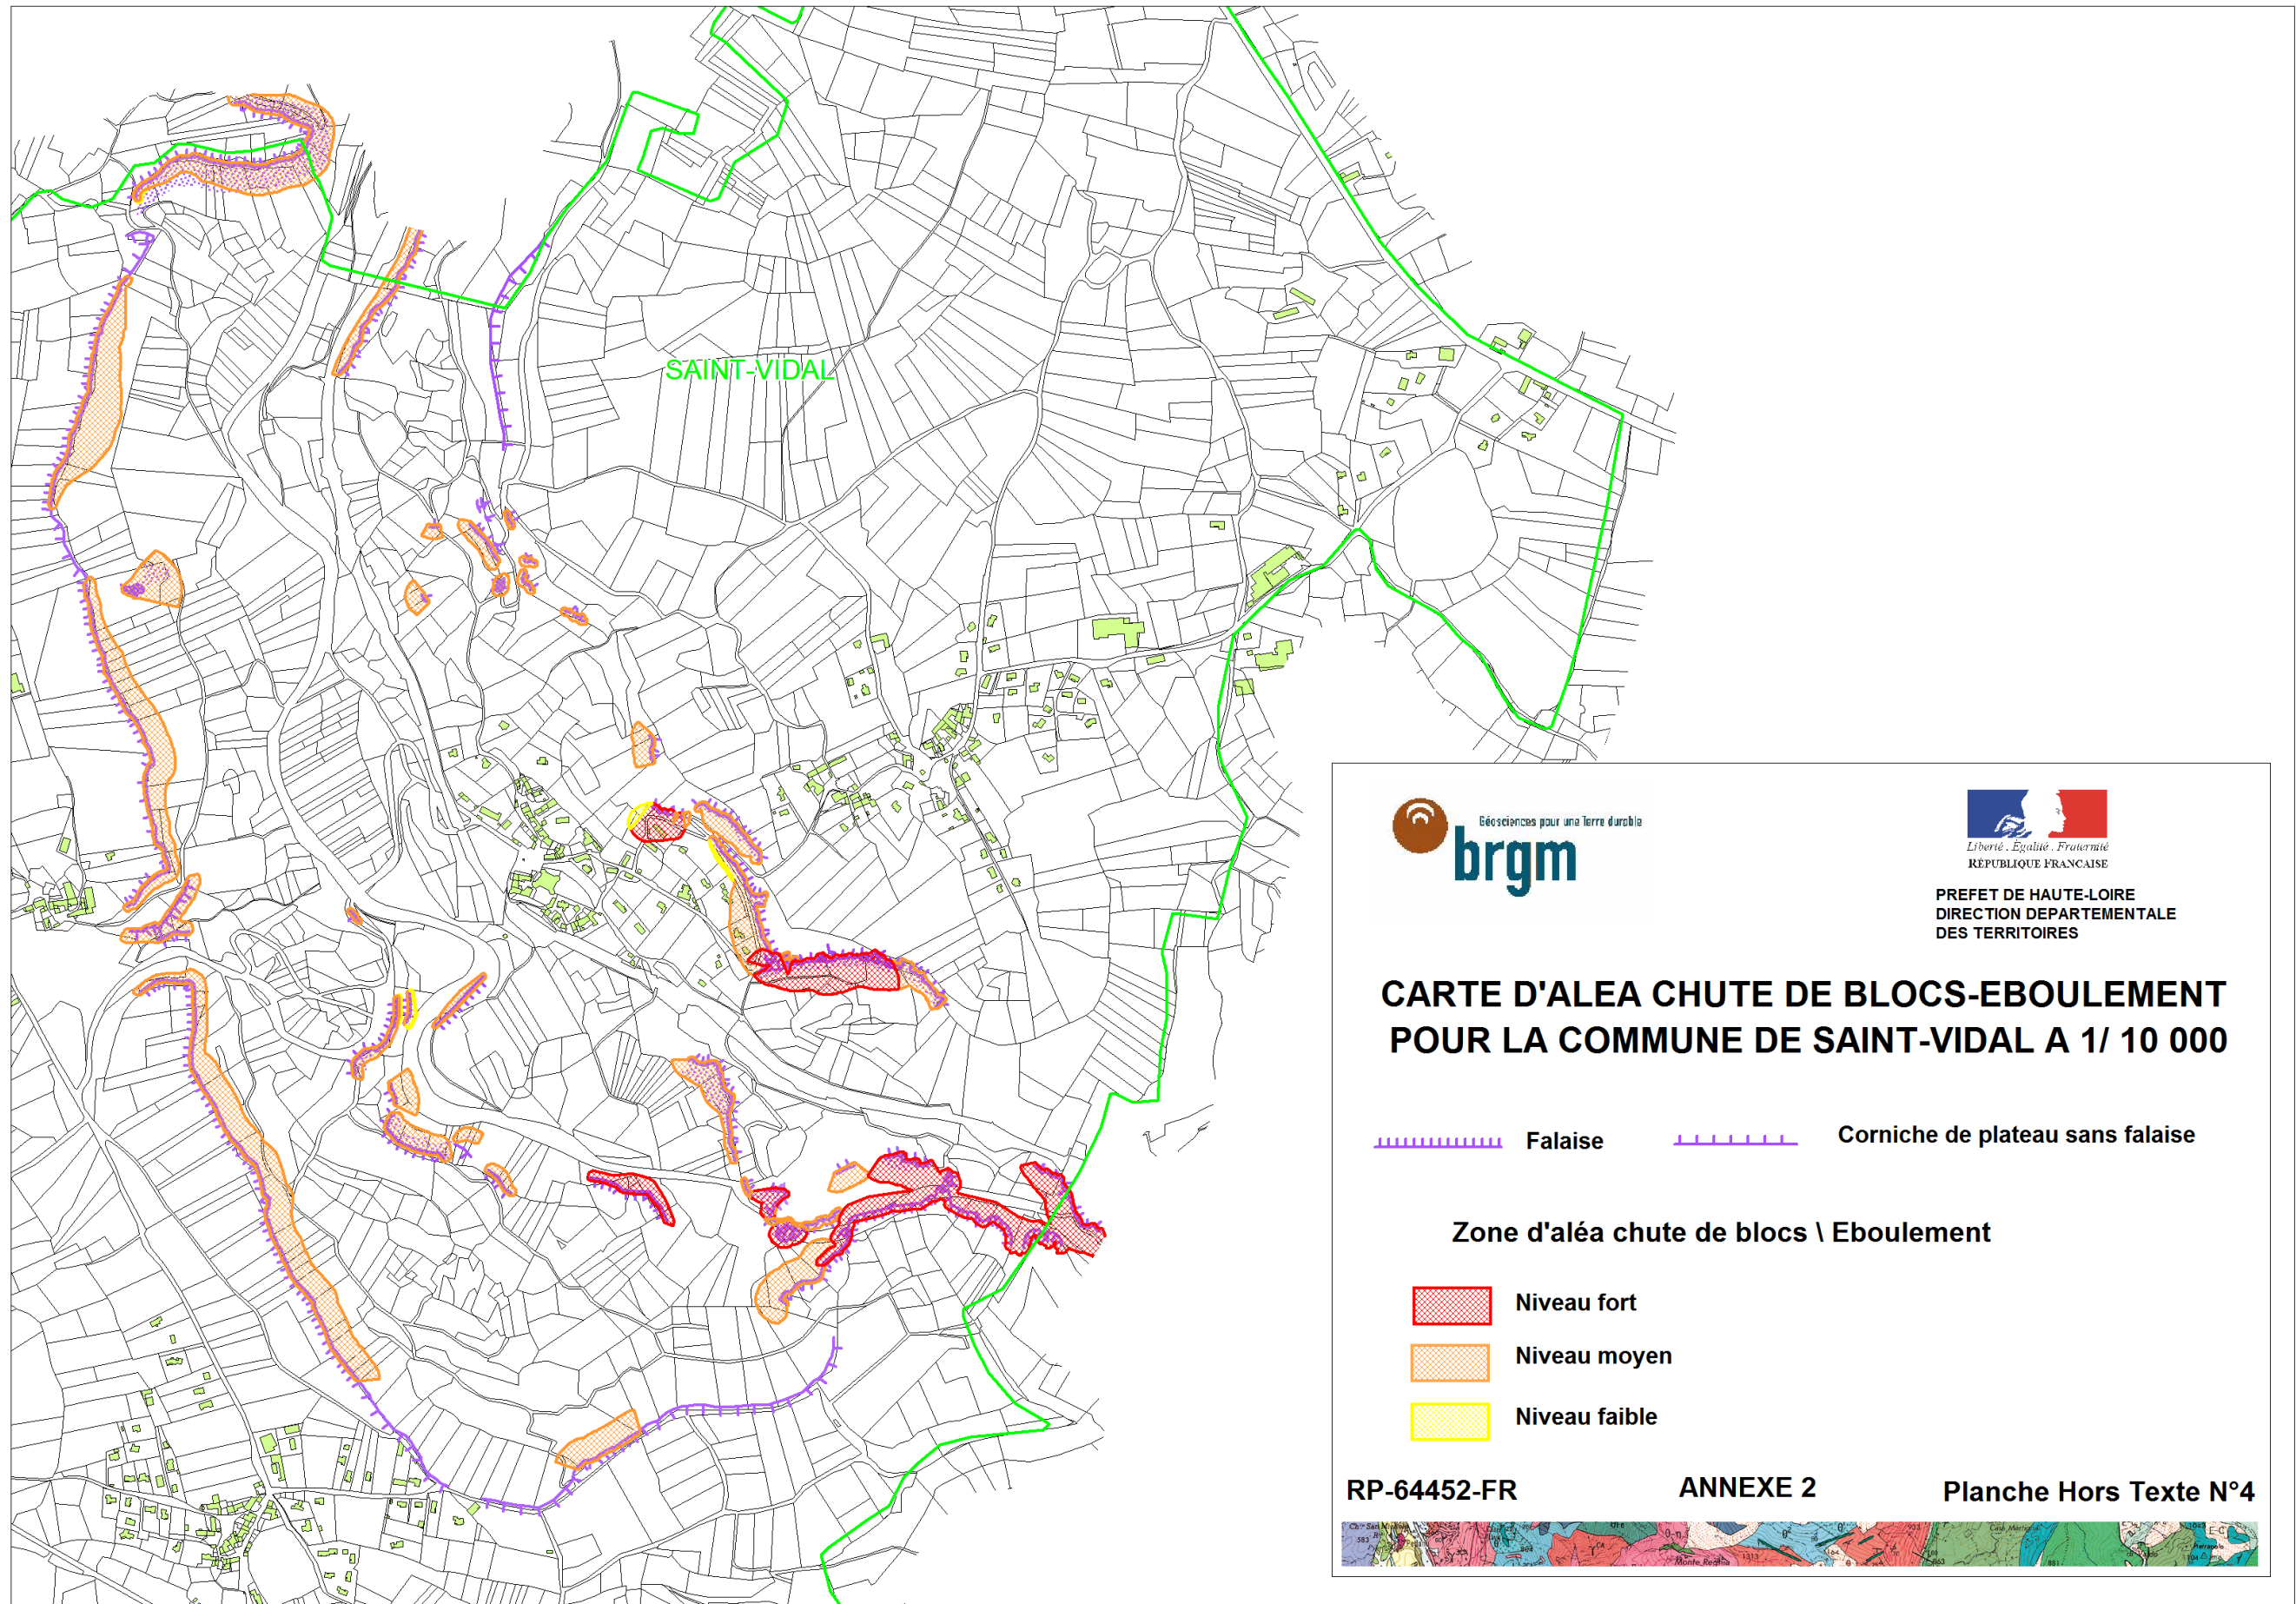 SAINT-VIDAL
Géosciences pour une Terre durable
brgm
Liberté . Égalité . Fraternité
RÉPUBLIQUE FRANCAISE
PREFET DE HAUTE-LOIRE
DIRECTION DEPARTEMENTALE
DES TERRITOIRES
CARTE D'ALEA CHUTE DE BLOCS-EBOULEMENT
POUR LA COMMUNE DE SAINT-VIDAL A 1/ 10 000
Falaise
Corniche de plateau sans falaise
Zone d'aléa chute de blocs \ Eboulement
Niveau fort
Niveau moyen
Niveau faible
RP-64452-FR
ANNEXE 2
Planche Hors Texte N°4